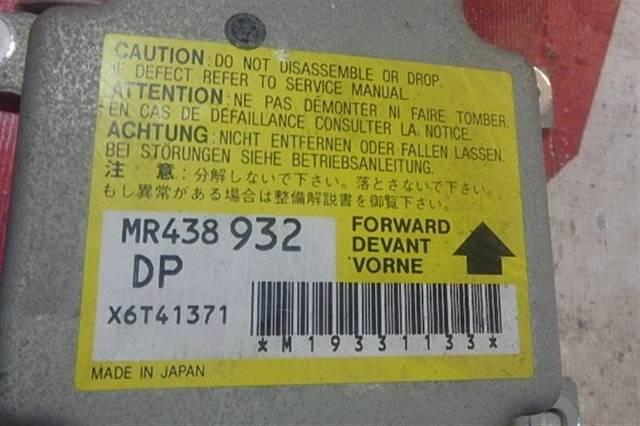 CAUTION : DO NOT DISASSEMBLE OR DROP.
IF DEFECT REFER TO SERVICE MANUAL.
ATTENTION : NE PAS DÉMONTER NI FAIRE TOMBER.
EN CAS DE DÉFAILLANCE CONSULTER LA NOTICE.
ACHTUNG : NICHT ENTFERNEN ODER FALLEN LASSEN.
BEI STÖRUNGEN SIEHE BETRIEBSANLEITUNG.
注 意 : 分解しないで下さい。落とさないで下さい。
もし異常がある場合は整備解説書を御覧下さい。
MR438 932
DP
X6T41371
FORWARD
DEVANT
VORNE
*M19331133*
MADE IN JAPAN